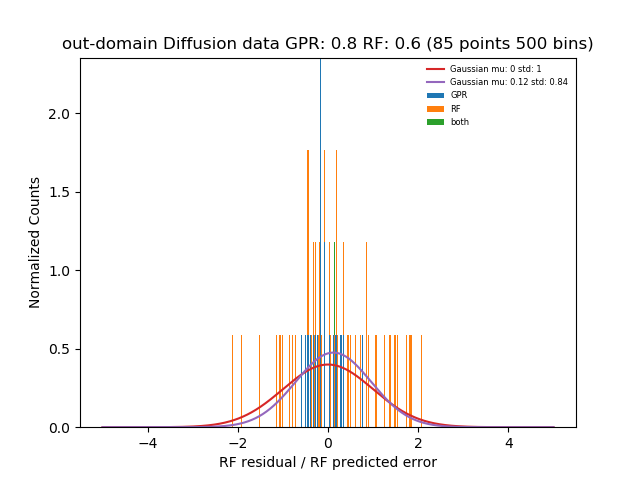 out-domain Diffusion data GPR: 0.8 RF: 0.6 (85 points 500 bins)
Gaussian mu: 0 std: 1
Gaussian mu: 0.12 std: 0.84
GPR
RF
both
Normalized Counts
2.0
1.5
1.0
0.5
0.0
−4
−2
0
2
4
RF residual / RF predicted error